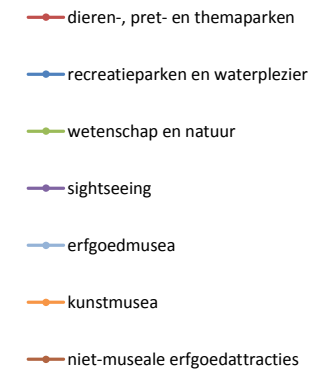 dieren-, pret- en themaparken
recreatieparken en waterplezier
wetenschap en natuur
sightseeing
erfgoedmusea
kunstmusea
niet-museale erfgoedattracties